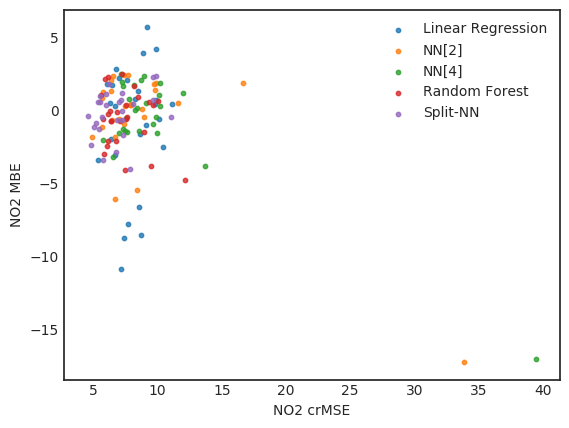 NO2 MBE
5
0
−5
−10
−15
Linear Regression
NN[2]
NN[4]
Random Forest
Split-NN
5 10 15 20 25 30 35 40
NO2 crMSE